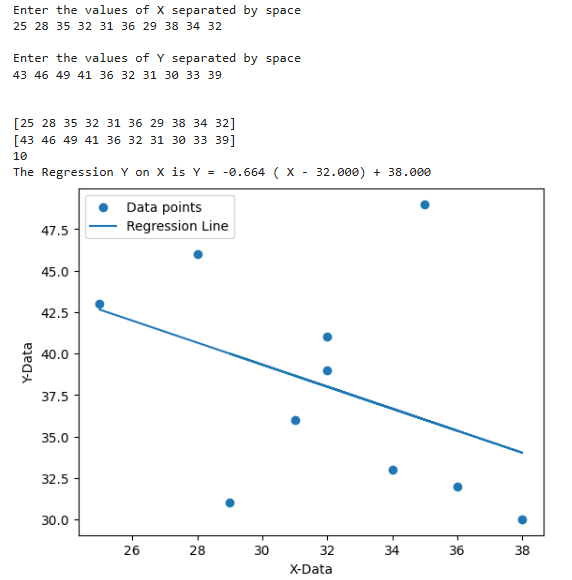 Enter the values of X separated by space
25 28 35 32 31 36 29 38 34 32
Enter the values of Y separated by space
43 46 49 41 36 32 31 30 33 39
[25 28 35 32 31 36 29 38 34 32]
[43 46 49 41 36 32 31 30 33 39]
10
The Regression Y on X is Y = -0.664 ( X - 32.000) + 38.000
Data points
Regression Line
47.5
45.0
42.5
40.0
37.5
35.0
32.5
30.0
Y-Data
26 28 30 32 34 36 38
X-Data